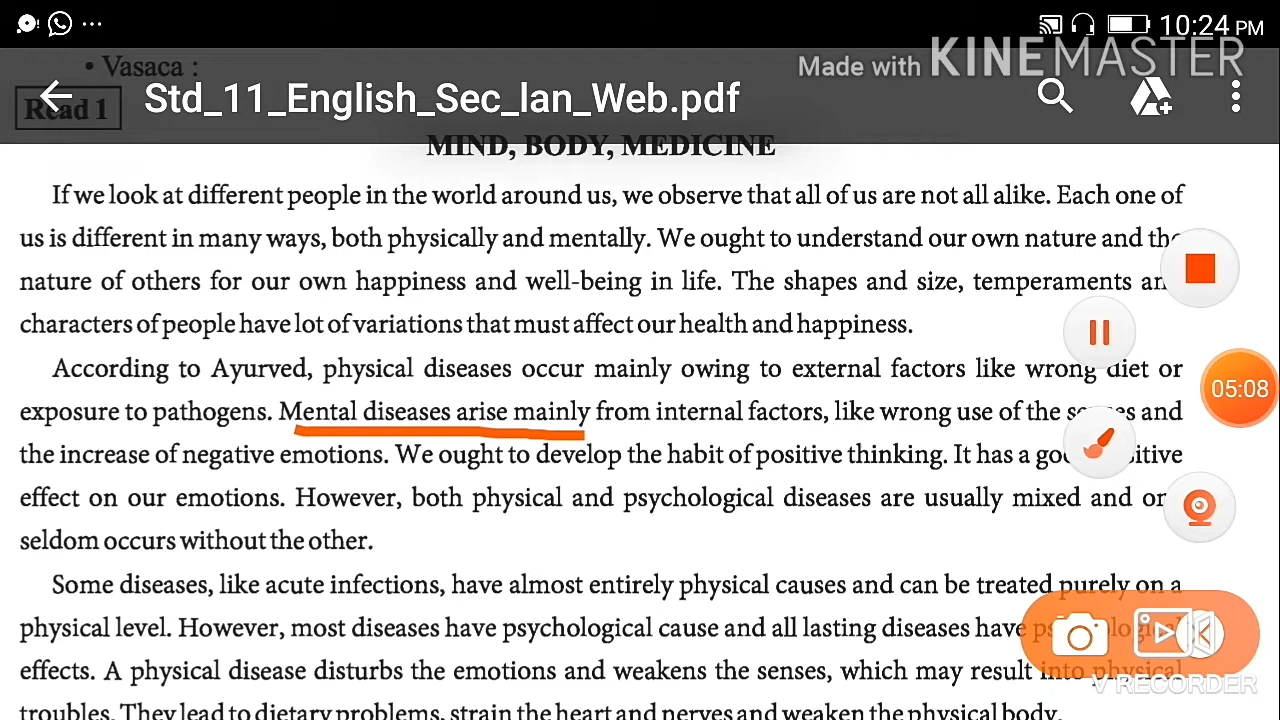 10:24 PM
• Vasaca :
Made with KINEMASTER
Read 1
Std_11_English_Sec_lan_Web.pdf
MIND, BODY, MEDICINE
If we look at different people in the world around us, we observe that all of us are not all alike. Each one of
us is different in many ways, both physically and mentally. We ought to understand our own nature and the
nature of others for our own happiness and well-being in life. The shapes and size, temperaments an
characters of people have lot of variations that must affect our health and happiness.
According to Ayurved, physical diseases occur mainly owing to external factors like wrong diet or
05:08
exposure to pathogens. Mental diseases arise mainly from internal factors, like wrong use of the senses and
the increase of negative emotions. We ought to develop the habit of positive thinking. It has a good positive
effect on our emotions. However, both physical and psychological diseases are usually mixed and on
seldom occurs without the other.
Some diseases, like acute infections, have almost entirely physical causes and can be treated purely on a
physical level. However, most diseases have psychological cause and all lasting diseases have psychological
effects. A physical disease disturbs the emotions and weakens the senses, which may result into physical
V RECORDER
troubles. They lead to dietary problems, strain the heart and nerves and weaken the physical body.